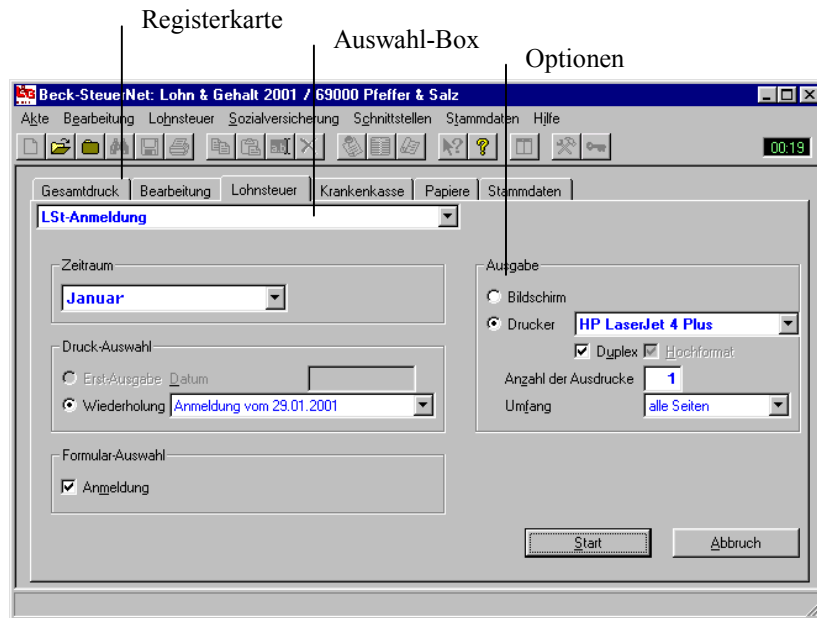 Registerkarte
Auswahl-Box
Optionen
Beck-SteuerNet: Lohn & Gehalt 2001 / 69000 Pfeffer & Salz
Akte Bearbeitung Lohnsteuer Sozialversicherung Schnittstellen Stammdaten Hilfe
00:19
Gesamtdruck Bearbeitung Lohnsteuer Krankenkasse Papiere Stammdaten
LSt-Anmeldung
Zeitraum
Januar
Druck-Auswahl
Erst-Ausgabe Datum
Wiederholung Anmeldung vom 29.01.2001
Formular-Auswahl
Anmeldung
Ausgabe
Bildschirm
Drucker HP LaserJet 4 Plus
Duplex Hochformat
Anzahl der Ausdrucke 1
Umfang alle Seiten
Start Abbruch